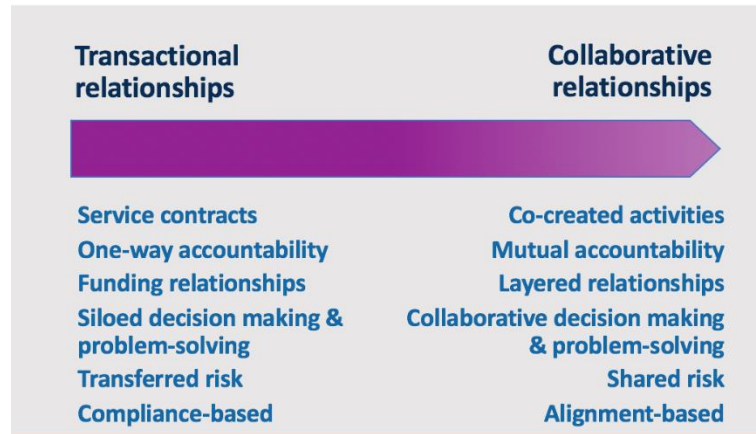 Transactional
relationships
Collaborative
relationships
Service contracts
One-way accountability
Funding relationships
Siloed decision making &
problem-solving
Transferred risk
Compliance-based
Co-created activities
Mutual accountability
Layered relationships
Collaborative decision making
& problem-solving
Shared risk
Alignment-based